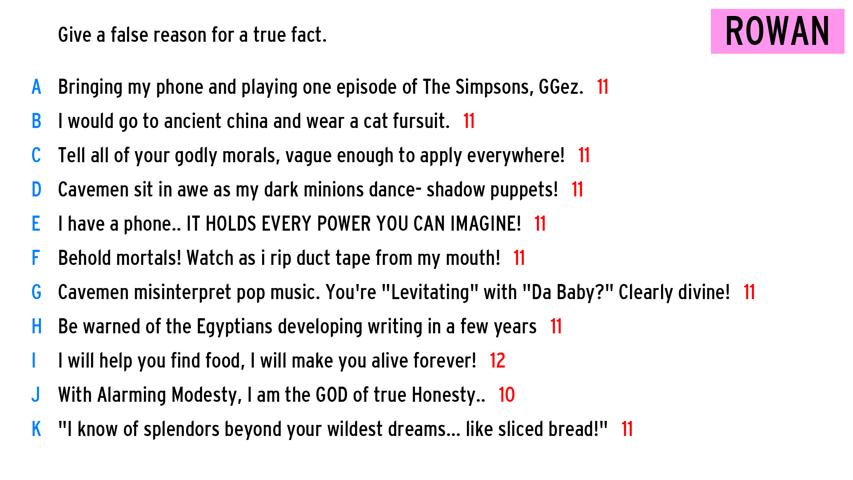 Give a false reason for a true fact.
ROWAN
A Bringing my phone and playing one episode of The Simpsons, GGez. 11
B I would go to ancient china and wear a cat fursuit. 11
C Tell all of your godly morals, vague enough to apply everywhere! 11
D Cavemen sit in awe as my dark minions dance- shadow puppets! 11
E I have a phone.. IT HOLDS EVERY POWER YOU CAN IMAGINE! 11
F Behold mortals! Watch as i rip duct tape from my mouth! 11
G Cavemen misinterpret pop music. You're "Levitating" with "Da Baby?" Clearly divine! 11
H Be warned of the Egyptians developing writing in a few years 11
I I will help you find food, I will make you alive forever! 12
J With Alarming Modesty, I am the GOD of true Honesty.. 10
K "I know of splendors beyond your wildest dreams... like sliced bread!" 11